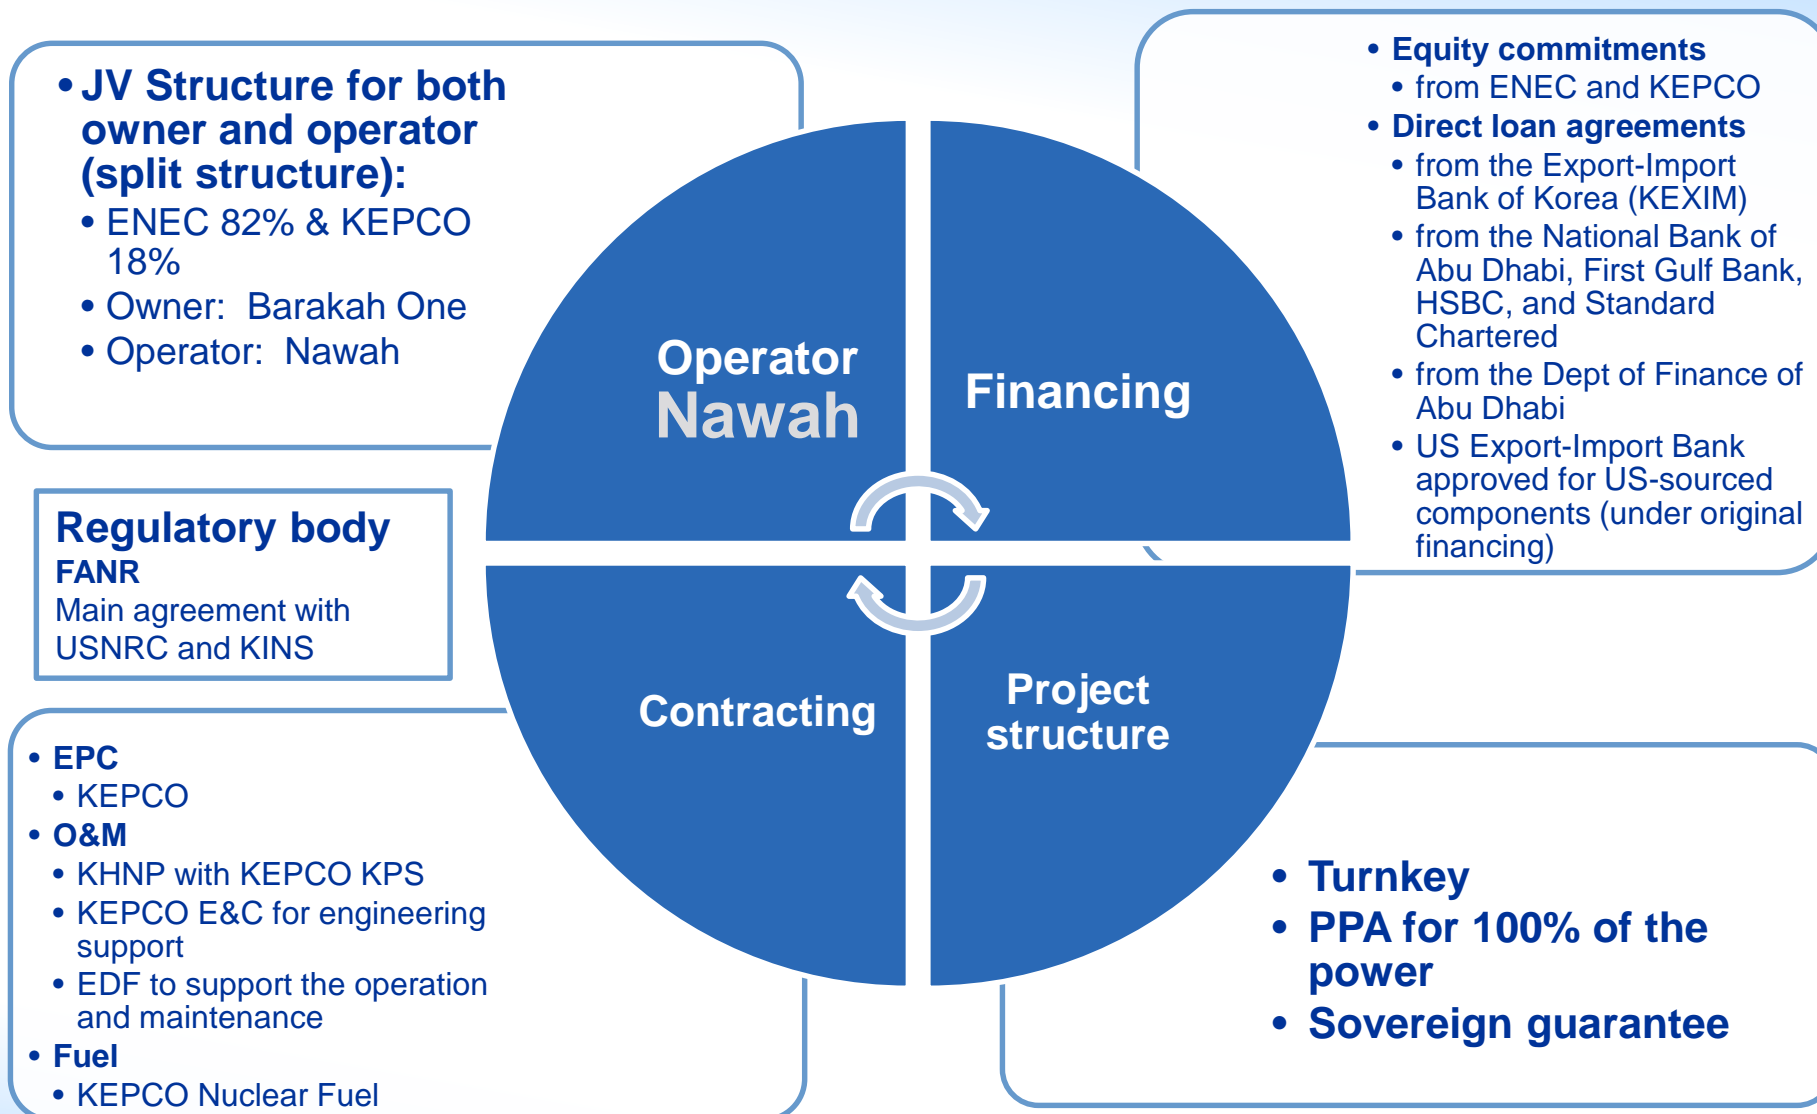 • JV Structure for both
owner and operator
(split structure):
• ENEC 82% & KEPCO
18%
• Owner: Barakah One
• Operator: Nawah
• Equity commitments
• from ENEC and KEPCO
• Direct loan agreements
• from the Export-Import
Bank of Korea (KEXIM)
• from the National Bank of
Abu Dhabi, First Gulf Bank,
HSBC, and Standard
Chartered
• from the Dept of Finance of
Abu Dhabi
• US Export-Import Bank
approved for US-sourced
components (under original
financing)
Operator
Nawah
Financing
Regulatory body
FANR
Main agreement with
USNRC and KINS
Contracting
Project
structure
• EPC
• KEPCO
• O&M
• KHNP with KEPCO KPS
• KEPCO E&C for engineering
support
• EDF to support the operation
and maintenance
• Fuel
• KEPCO Nuclear Fuel
• Turnkey
• PPA for 100% of the
power
• Sovereign guarantee